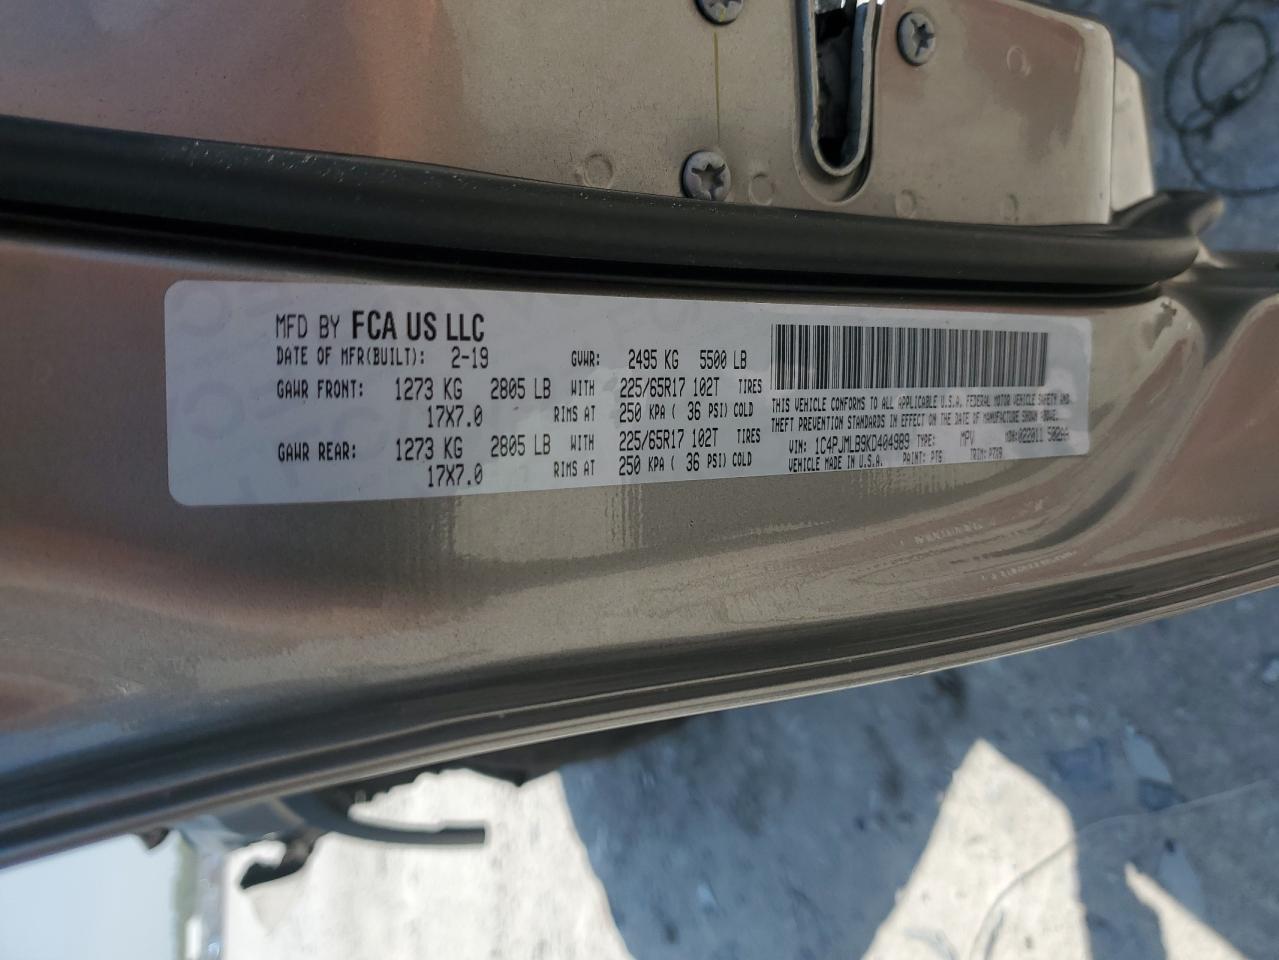 MFD BY FCA US LLC
DATE OF MFR(BUILT): 2-19 GVWR: 2495 KG 5500 LB
GAWR FRONT: 1273 KG 2805 LB WITH 225/65R17 102T TIRES
17X7.0 RIMS AT 250 KPA ( 36 PSI) COLD
GAWR REAR: 1273 KG 2805 LB WITH 225/65R17 102T TIRES
17X7.0 RIMS AT 250 KPA ( 36 PSI) COLD
THIS VEHICLE CONFORMS TO ALL APPLICABLE U.S.A. FEDERAL MOTOR VEHICLE SAFETY AND
THEFT PREVENTION STANDARDS IN EFFECT ON THE DATE OF MANUFACTURE SHOWN ABOVE.
VIN: 1C4PJMLB9KD404989 TYPE: MPV MDH:022011
VEHICLE MADE IN U.S.A. PAINT: TRIM: